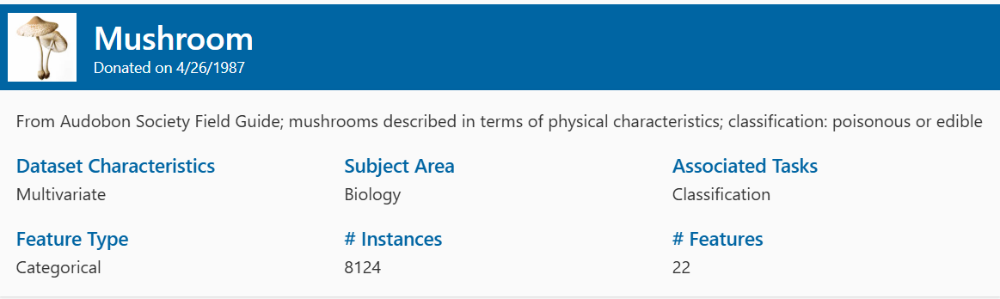 Mushroom
Donated on 4/26/1987
From Audobon Society Field Guide; mushrooms described in terms of physical characteristics; classification: poisonous or edible
Dataset Characteristics
Subject Area
Associated Tasks
Multivariate
Biology
Classification
Feature Type
# Instances
# Features
Categorical
8124
22